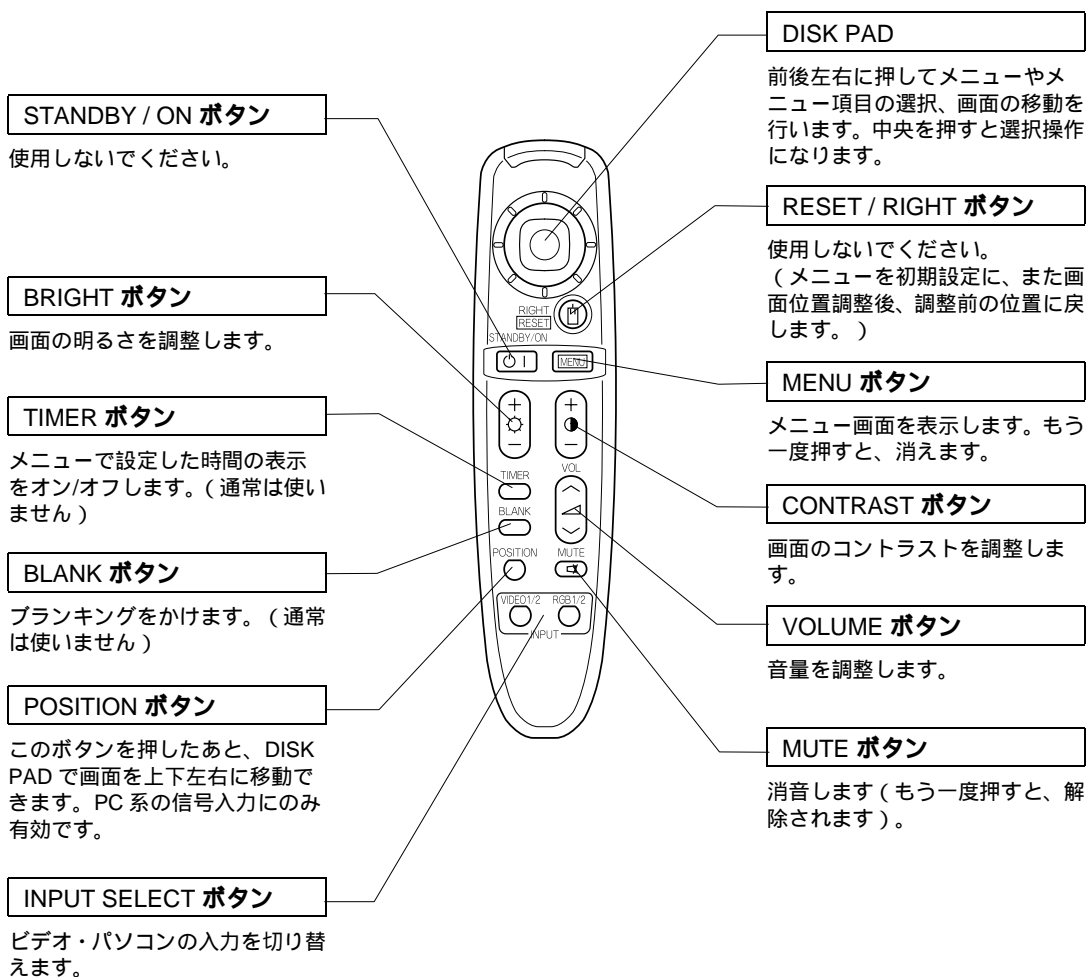 STANDBY / ON ボタン
使用しないでください。
BRIGHT ボタン
画面の明るさを調整します。
TIMER ボタン
メニューで設定した時間の表示
をオン/オフします。（通常は使い
ません）
BLANK ボタン
ブランキングをかけます。（通常
は使いません）
POSITION ボタン
このボタンを押したあと、DISK
PAD で画面を上下左右に移動で
きます。PC 系の信号入力にのみ
有効です。
INPUT SELECT ボタン
ビデオ・パソコンの入力を切り替
えます。
RIGHT
RESET
STANDBY/ON
MENU
TIMER
VOL
BLANK
POSITION
MUTE
VIDEO1/2 RGB1/2
INPUT
DISK PAD
前後左右に押してメニューやメ
ニュー項目の選択、画面の移動を
行います。中央を押すと選択操作
になります。
RESET / RIGHT ボタン
使用しないでください。
（メニューを初期設定に、また画
面位置調整後、調整前の位置に戻
します。）
MENU ボタン
メニュー画面を表示します。もう
一度押すと、消えます。
CONTRAST ボタン
画面のコントラストを調整しま
す。
VOLUME ボタン
音量を調整します。
MUTE ボタン
消音します（もう一度押すと、解
除されます）。